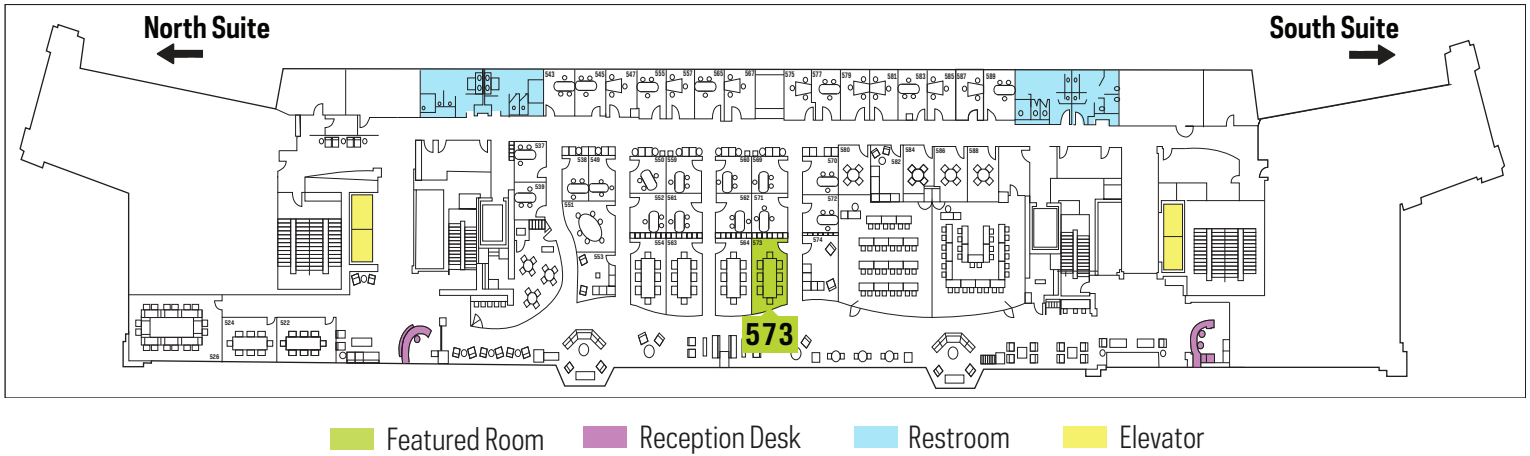 North Suite
South Suite
543 545 547 555 557 565 567 575 577 579 581 583 585 587 589
537 538 549 550 559 560 569 570 580 582 584 586 588
539 552 561 562 571 572
551
553 554 563 564 573 574
524 522
526
573
Featured Room
Reception Desk
Restroom
Elevator